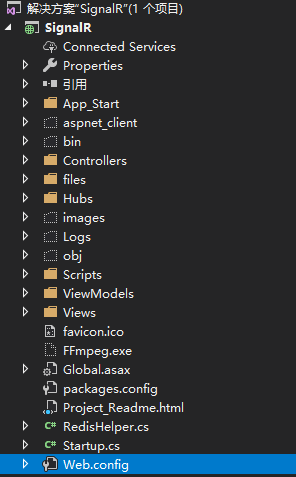 解决方案"SignalR"(1 个项目)
SignalR
Connected Services
Properties
引用
App_Start
aspnet_client
bin
Controllers
files
Hubs
images
Logs
obj
Scripts
ViewModels
Views
favicon.ico
FFmpeg.exe
Global.asax
packages.config
Project_Readme.html
C# RedisHelper.cs
C# Startup.cs
Web.config